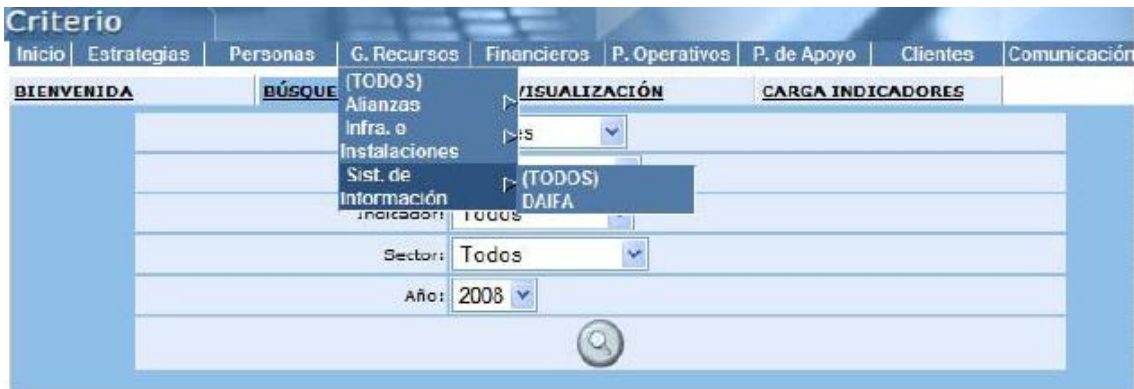 Criterio
Inicio Estrategias Personas G. Recursos Financieros P. Operativos P. de Apoyo Clientes Comunicación
(TODOS)
BIENVENIDA BÚSQUE VISUALIZACIÓN CARGA INDICADORES
Alianzas
Infra. o
Instalaciones
Sist. de
Información
(TODOS)
DAIFA
Indicador: Todos
Sector: Todos
Año: 2008